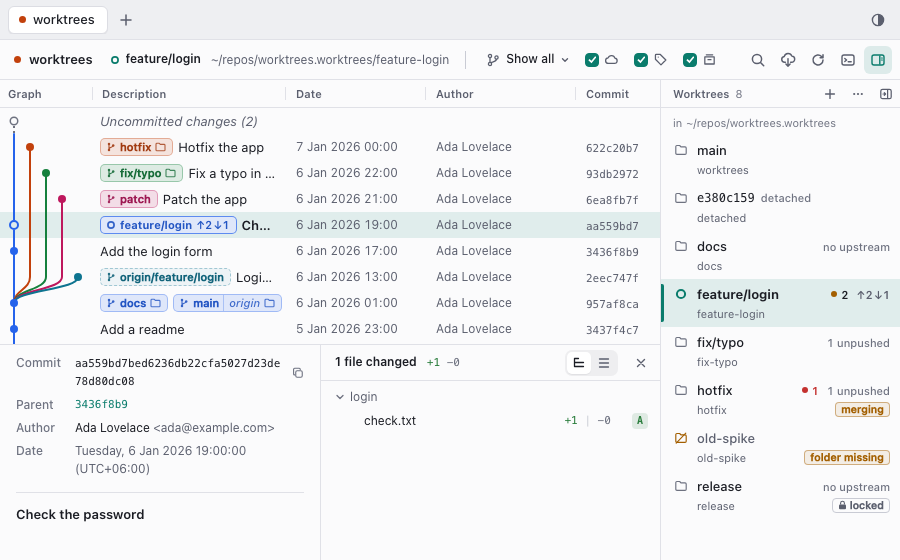 worktrees
worktrees feature/login ~/repos/worktrees.worktrees/feature-login Show all
Graph Description Date Author Commit
Uncommitted changes (2)
hotfix Hotfix the app 7 Jan 2026 00:00 Ada Lovelace 622c20b7
fix/typo Fix a typo in ... 6 Jan 2026 22:00 Ada Lovelace 93db2972
patch Patch the app 6 Jan 2026 20:00 Ada Lovelace 6ea8fb7f
feature/login ↑2↓1 Ch... 6 Jan 2026 19:00 Ada Lovelace aa559bd7
Add the login form 6 Jan 2026 17:00 Ada Lovelace 3436f8b9
origin/feature/login Logi... 6 Jan 2026 13:00 Ada Lovelace 2eec747f
docs main origin 6 Jan 2026 01:00 Ada Lovelace 957af8ca
Add a readme 5 Jan 2026 23:00 Ada Lovelace 3437f4c7
Commit aa559bd7bed6236db22cfa5027d23de
78d80dc08
Parent 3436f8b9
Author Ada Lovelace <ada@example.com>
Date Tuesday, 6 Jan 2026 19:00:00
(UTC+06:00)
Check the password
1 file changed +1 −0
login
check.txt +1 | −0 A
Worktrees 8
in ~/repos/worktrees.worktrees
main
worktrees
e380c159 detached
detached
docs no upstream
docs
feature/login 2 ↑2↓1
feature-login
fix/typo 1 unpushed
fix-typo
hotfix 1 1 unpushed
hotfix merging
old-spike
old-spike folder missing
release no upstream
release locked